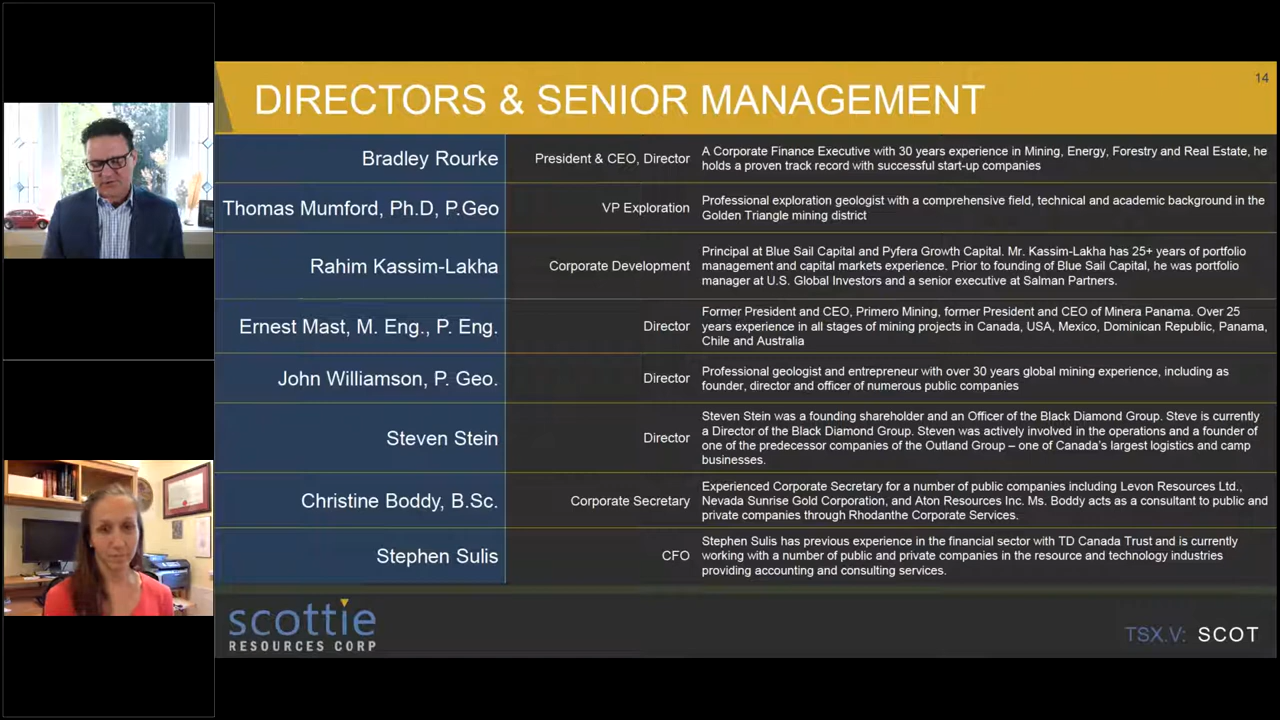 14
DIRECTORS & SENIOR MANAGEMENT
Bradley Rourke
President & CEO, Director
A Corporate Finance Executive with 30 years experience in Mining, Energy, Forestry and Real Estate, he
holds a proven track record with successful start-up companies
Thomas Mumford, Ph.D, P.Geo
VP Exploration
Professional exploration geologist with a comprehensive field, technical and academic background in the
Golden Triangle mining district
Rahim Kassim-Lakha
Corporate Development
Principal at Blue Sail Capital and Pyfera Growth Capital. Mr. Kassim-Lakha has 25+ years of portfolio
management and capital markets experience. Prior to founding of Blue Sail Capital, he was portfolio
manager at U.S. Global Investors and a senior executive at Salman Partners.
Ernest Mast, M. Eng., P. Eng.
Director
Former President and CEO, Primero Mining, former President and CEO of Minera Panama. Over 25
years experience in all stages of mining projects in Canada, USA, Mexico, Dominican Republic, Panama,
Chile and Australia
John Williamson, P. Geo.
Director
Professional geologist and entrepreneur with over 30 years global mining experience, including as
founder, director and officer of numerous public companies
Steven Stein
Director
Steven Stein was a founding shareholder and an Officer of the Black Diamond Group. Steve is currently
a Director of the Black Diamond Group. Steven was actively involved in the operations and a founder of
one of the predecessor companies of the Outland Group – one of Canada's largest logistics and camp
businesses.
Christine Boddy, B.Sc.
Corporate Secretary
Experienced Corporate Secretary for a number of public companies including Levon Resources Ltd.,
Nevada Sunrise Gold Corporation, and Aton Resources Inc. Ms. Boddy acts as a consultant to public and
private companies through Rhodanthe Corporate Services.
Stephen Sulis
CFO
Stephen Sulis has previous experience in the financial sector with TD Canada Trust and is currently
working with a number of public and private companies in the resource and technology industries
providing accounting and consulting services.
scottie
RESOURCES CORP
TSX.V: SCOT